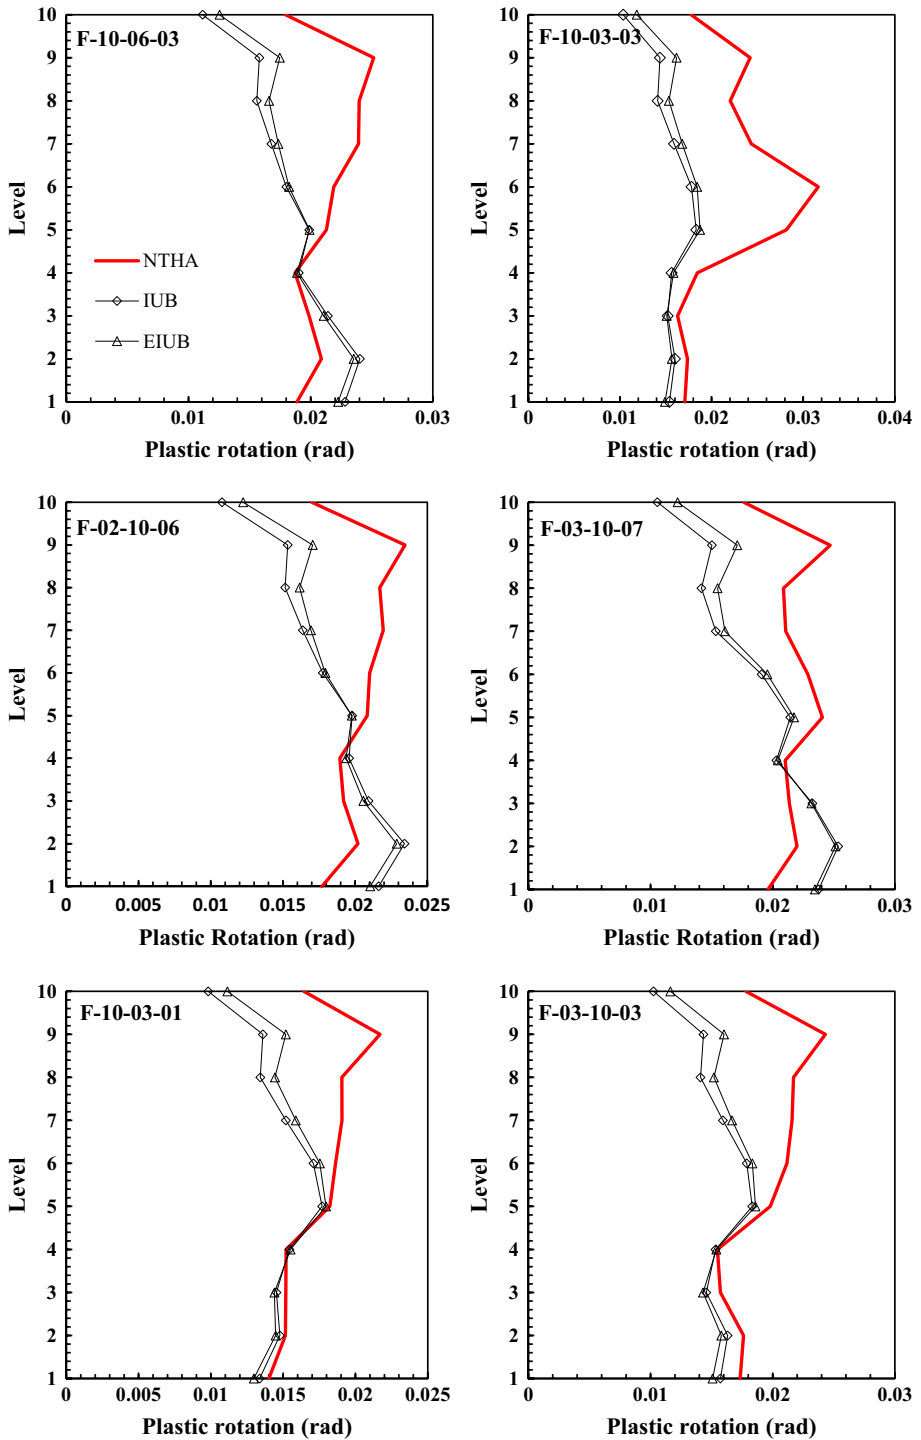 10
F-10-06-03
9
8
7
6
5
4
3
2
1
Level
NTHA
IUB
EIUB
0 0.01 0.02 0.03
Plastic rotation (rad)
10
F-10-03-03
9
8
7
6
5
4
3
2
1
Level
0 0.01 0.02 0.03 0.04
Plastic rotation (rad)
10
F-02-10-06
9
8
7
6
5
4
3
2
1
Level
0 0.005 0.01 0.015 0.02 0.025
Plastic Rotation (rad)
10
F-03-10-07
9
8
7
6
5
4
3
2
1
Level
0 0.01 0.02 0.03
Plastic Rotation (rad)
10
F-10-03-01
9
8
7
6
5
4
3
2
1
Level
0 0.005 0.01 0.015 0.02 0.025
Plastic rotation (rad)
10
F-03-10-03
9
8
7
6
5
4
3
2
1
Level
0 0.01 0.02 0.03
Plastic rotation (rad)